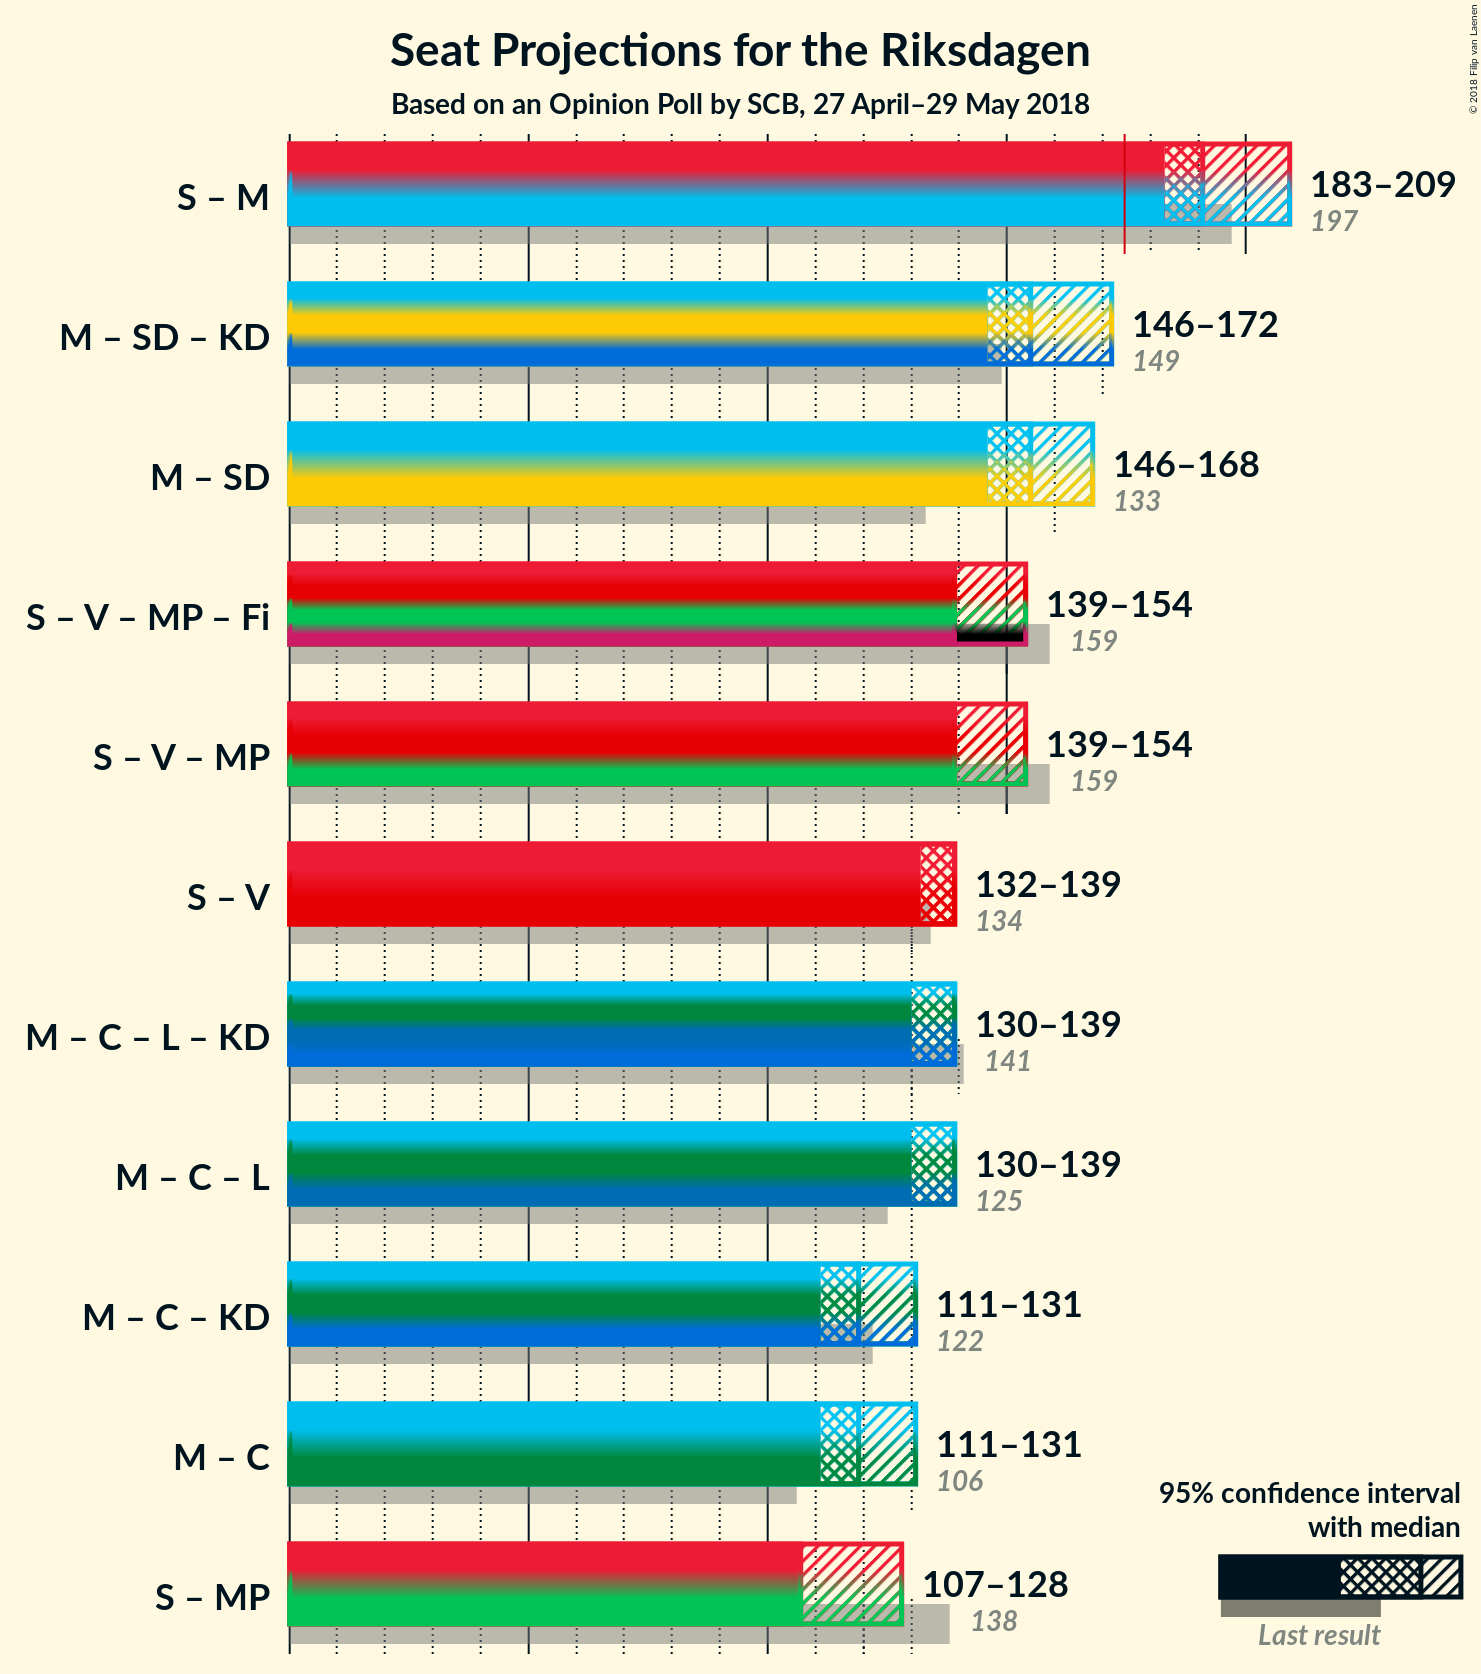 Seat Projections for the Riksdagen
Based on an Opinion Poll by SCB, 27 April–29 May 2018
© 2018 Filip van Laenen
S – M
183–209
197
M – SD – KD
146–172
149
M – SD
146–168
133
S – V – MP – Fi
139–154
159
S – V – MP
139–154
159
S – V
132–139
134
M – C – L – KD
130–139
141
M – C – L
130–139
125
M – C – KD
111–131
122
M – C
111–131
106
S – MP
107–128
138
95% confidence interval
with median
Last result